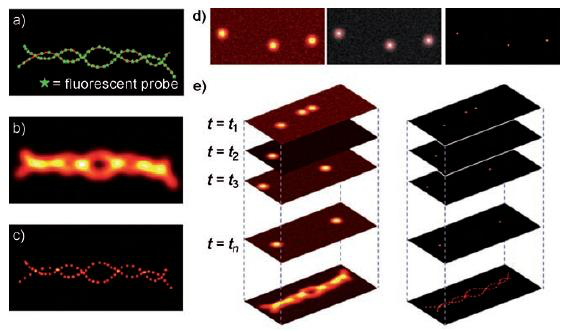 a)
★ = fluorescent probe
b)
c)
d)
e)
t = t₁
t = t₂
t = t₃
t = tₙ